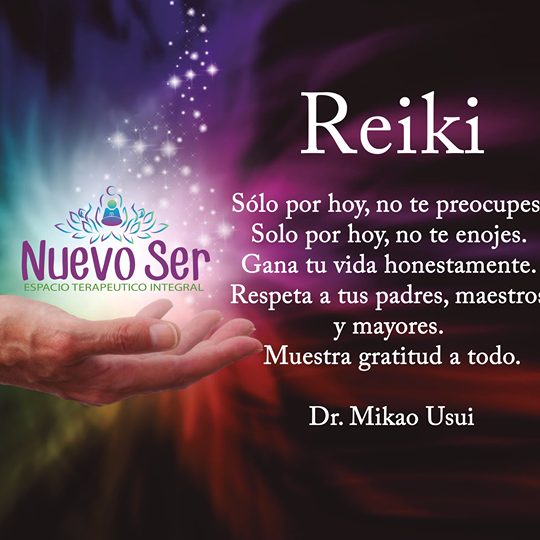 Reiki
Sólo por hoy, no te preocupes
Solo por hoy, no te enojes.
Gana tu vida honestamente.
Respeta a tus padres, maestros
y mayores.
Muestra gratitud a todo.
Dr. Mikao Usui
Nuevo Ser
ESPACIO TERAPEUTICO INTEGRAL